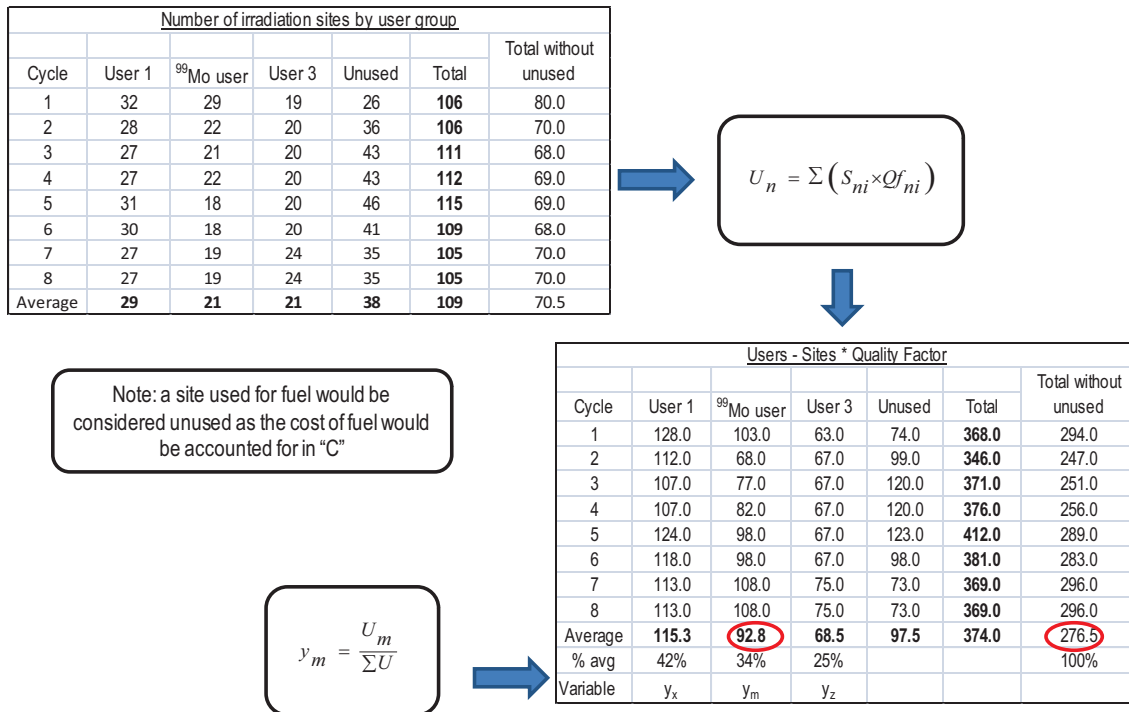 Number of irradiation sites by user group
Total without
Cycle User 1 99Mo user User 3 Unused Total unused
1 32 29 19 26 106 80.0
2 28 22 20 36 106 70.0
3 27 21 20 43 111 68.0
4 27 22 20 43 112 69.0
5 31 18 20 46 115 69.0
6 30 18 20 41 109 68.0
7 27 19 24 35 105 70.0
8 27 19 24 35 105 70.0
Average 29 21 21 38 109 70.5
U_n = Σ(S_ni×Qf_ni)
Note: a site used for fuel would be
considered unused as the cost of fuel would
be accounted for in “C”
Users - Sites * Quality Factor
Total without
Cycle User 1 99Mo user User 3 Unused Total unused
1 128.0 103.0 63.0 74.0 368.0 294.0
2 112.0 68.0 67.0 99.0 346.0 247.0
3 107.0 77.0 67.0 120.0 371.0 251.0
4 107.0 82.0 67.0 120.0 376.0 256.0
5 124.0 98.0 67.0 123.0 412.0 289.0
6 118.0 98.0 67.0 98.0 381.0 283.0
7 113.0 108.0 75.0 73.0 369.0 296.0
8 113.0 108.0 75.0 73.0 369.0 296.0
Average 115.3 92.8 68.5 97.5 374.0 276.5
% avg 42% 34% 25% 100%
Variable y_x y_m y_z
y_m = U_m / ΣU